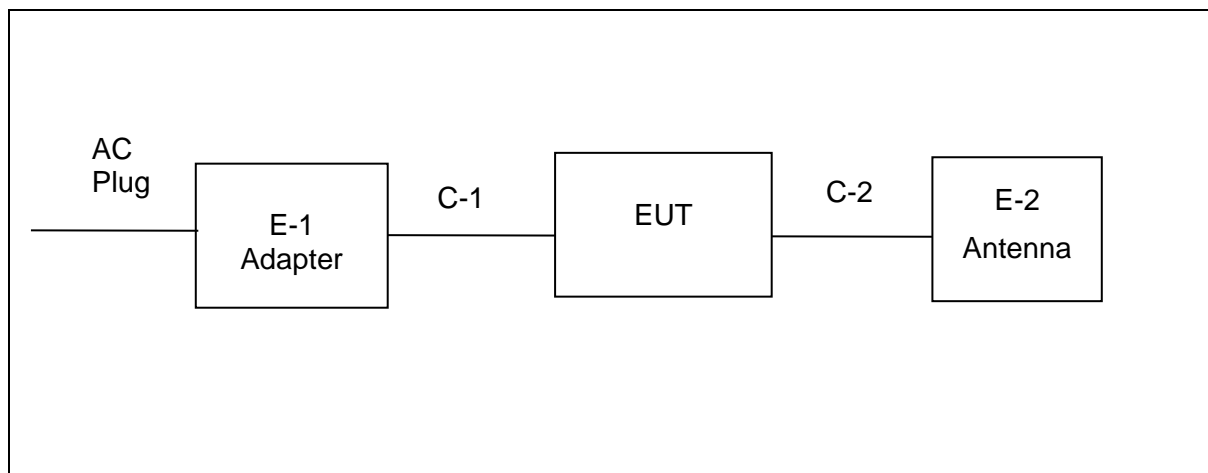 AC
Plug
E-1
Adapter
C-1
EUT
C-2
E-2
Antenna